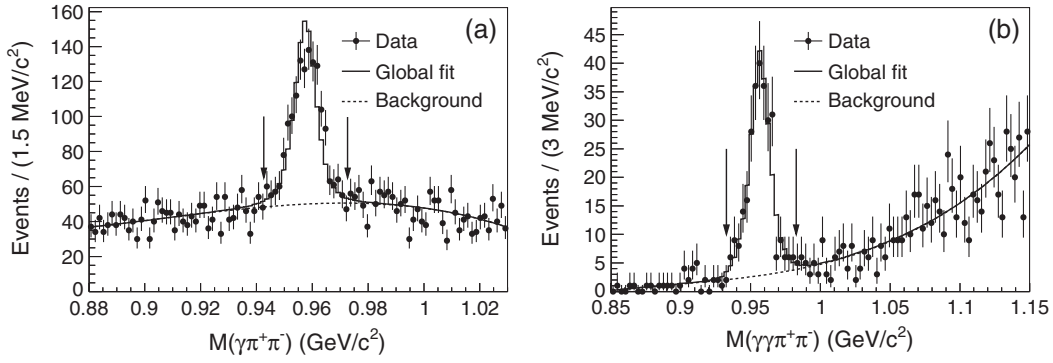 (a)
Data
Global fit
Background
Events / (1.5 MeV/c²)
160
140
120
100
80
60
40
20
0
0.88 0.9 0.92 0.94 0.96 0.98 1 1.02
M(γπ⁺π⁻) (GeV/c²)
(b)
Data
Global fit
Background
Events / (3 MeV/c²)
45
40
35
30
25
20
15
10
5
0
0.85 0.9 0.95 1 1.05 1.1 1.15
M(γγπ⁺π⁻) (GeV/c²)